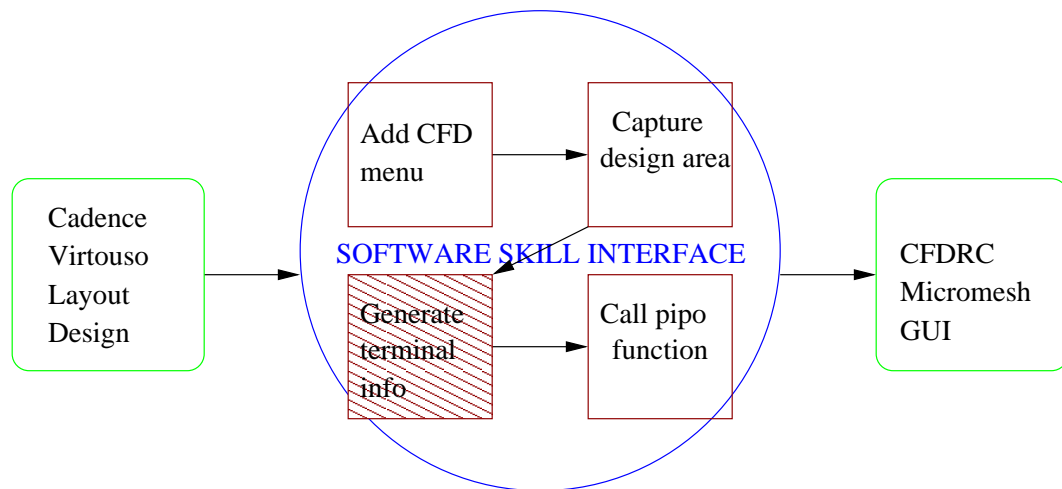 Cadence
Virtouso
Layout
Design
Add CFD
menu
Capture
design area
SOFTWARE SKILL INTERFACE
Generate
terminal
info
Call pipo
function
CFDRC
Micromesh
GUI